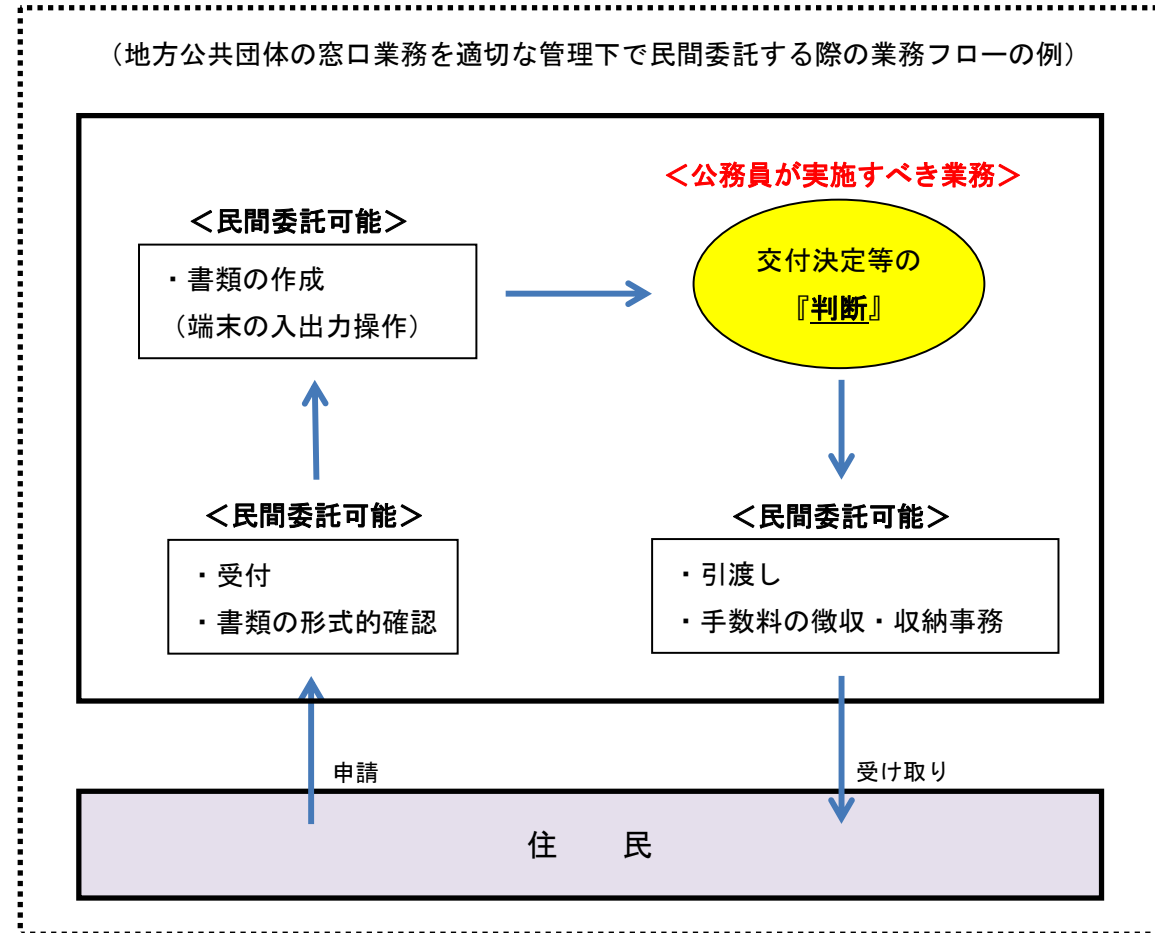 （地方公共団体の窓口業務を適切な管理下で民間委託する際の業務フローの例）
＜公務員が実施すべき業務＞
＜民間委託可能＞
・書類の作成
（端末の入出力操作）
交付決定等の
『判断』
＜民間委託可能＞
・受付
・書類の形式的確認
＜民間委託可能＞
・引渡し
・手数料の徴収・収納事務
申請
受け取り
住　　民